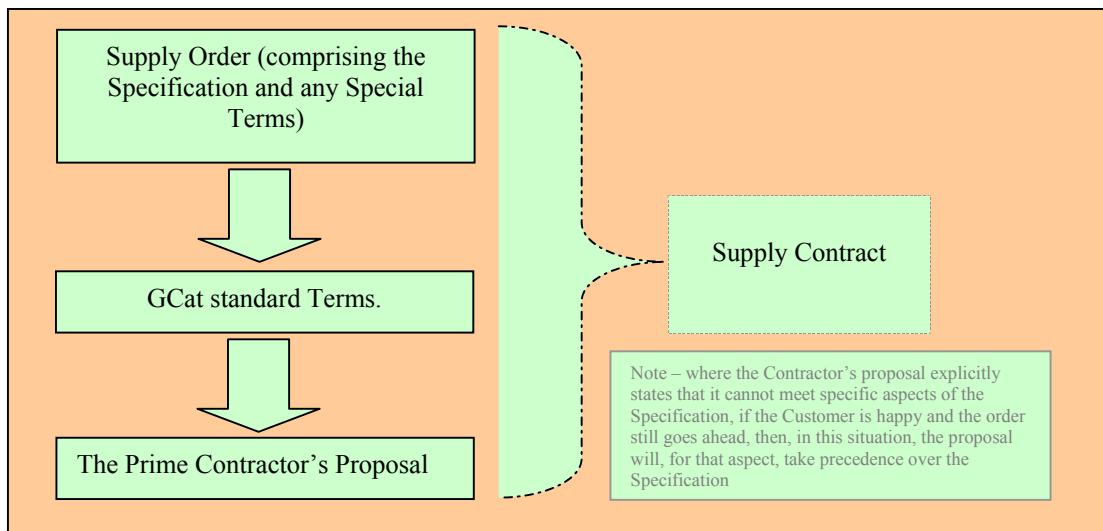 Supply Order (comprising the
Specification and any Special
Terms)
GCat standard Terms.
The Prime Contractor’s Proposal
Supply Contract
Note – where the Contractor’s proposal explicitly
states that it cannot meet specific aspects of the
Specification, if the Customer is happy and the order
still goes ahead, then, in this situation, the proposal
will, for that aspect, take precedence over the
Specification